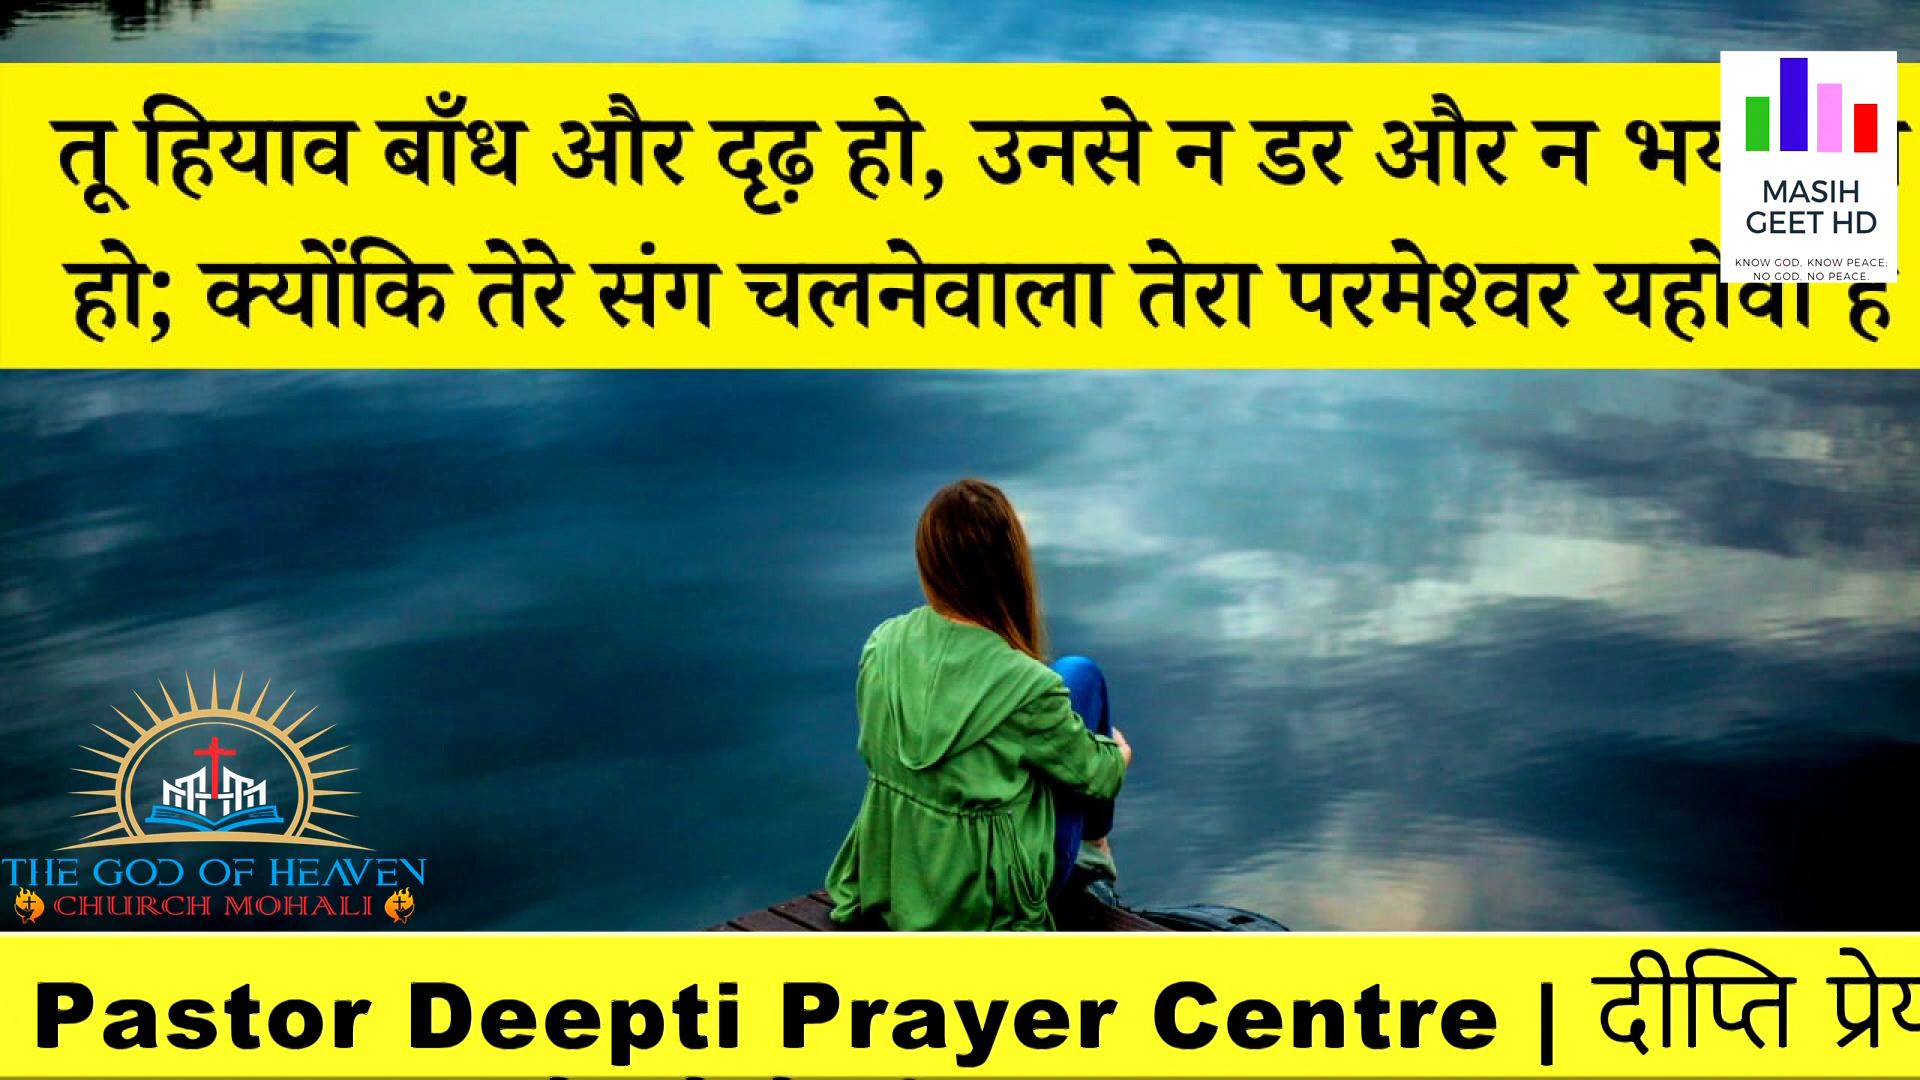 तू हियाव बाँध और दृढ़ हो, उनसे न डर और न
हो; क्योंकि तेरे संग चलनेवाला तेरा परमेश्वर यहोवा है
MASIH
GEET HD
KNOW GOD, KNOW PEACE;
NO GOD, NO PEACE.
THE GOD OF HEAVEN
CHURCH MOHALI
Pastor Deepti Prayer Centre | दीप्ति